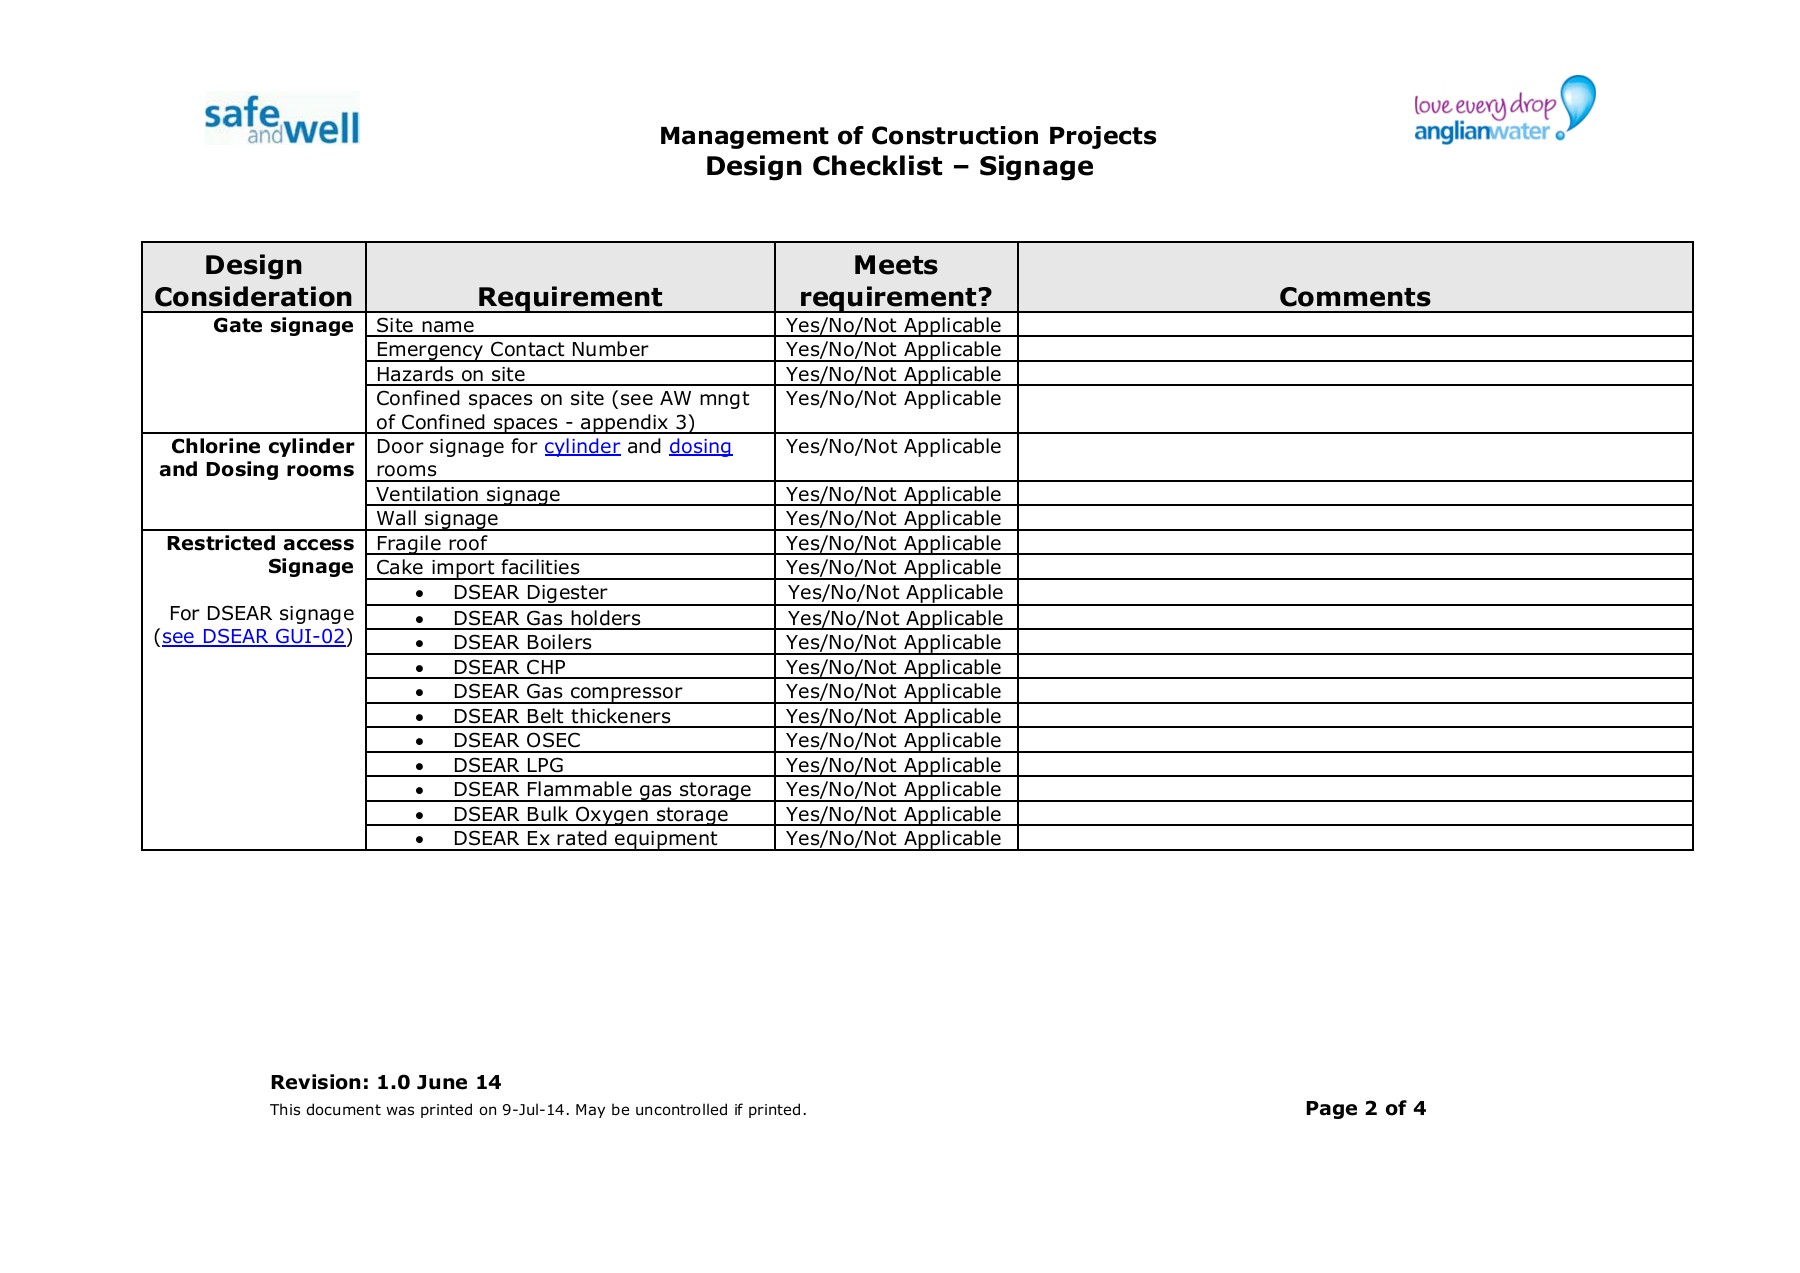 safe
andwell
love every drop
anglianwater
Management of Construction Projects
Design Checklist – Signage
Design Consideration Requirement Meets requirement? Comments
Gate signage Site name Yes/No/Not Applicable
Emergency Contact Number Yes/No/Not Applicable
Hazards on site Yes/No/Not Applicable
Confined spaces on site (see AW mngt Yes/No/Not Applicable
of Confined spaces - appendix 3)
Chlorine cylinder Door signage for cylinder and dosing Yes/No/Not Applicable
and Dosing rooms rooms
Ventilation signage Yes/No/Not Applicable
Wall signage Yes/No/Not Applicable
Restricted access Fragile roof Yes/No/Not Applicable
Signage Cake import facilities Yes/No/Not Applicable
• DSEAR Digester Yes/No/Not Applicable
For DSEAR signage • DSEAR Gas holders Yes/No/Not Applicable
(see DSEAR GUI-02) • DSEAR Boilers Yes/No/Not Applicable
• DSEAR CHP Yes/No/Not Applicable
• DSEAR Gas compressor Yes/No/Not Applicable
• DSEAR Belt thickeners Yes/No/Not Applicable
• DSEAR OSEC Yes/No/Not Applicable
• DSEAR LPG Yes/No/Not Applicable
• DSEAR Flammable gas storage Yes/No/Not Applicable
• DSEAR Bulk Oxygen storage Yes/No/Not Applicable
• DSEAR Ex rated equipment Yes/No/Not Applicable
Revision: 1.0 June 14
This document was printed on 9-Jul-14. May be uncontrolled if printed. Page 2 of 4